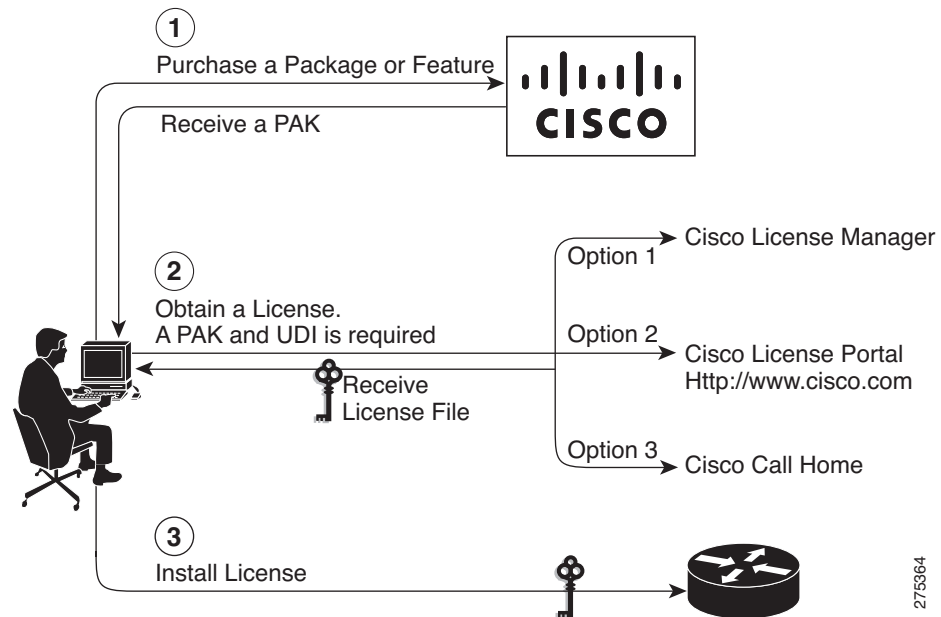 1
Purchase a Package or Feature
Receive a PAK
CISCO
2
Obtain a License.
A PAK and UDI is required
Receive
License File
Option 1
Cisco License Manager
Option 2
Cisco License Portal
Http://www.cisco.com
Option 3
Cisco Call Home
3
Install License
275364